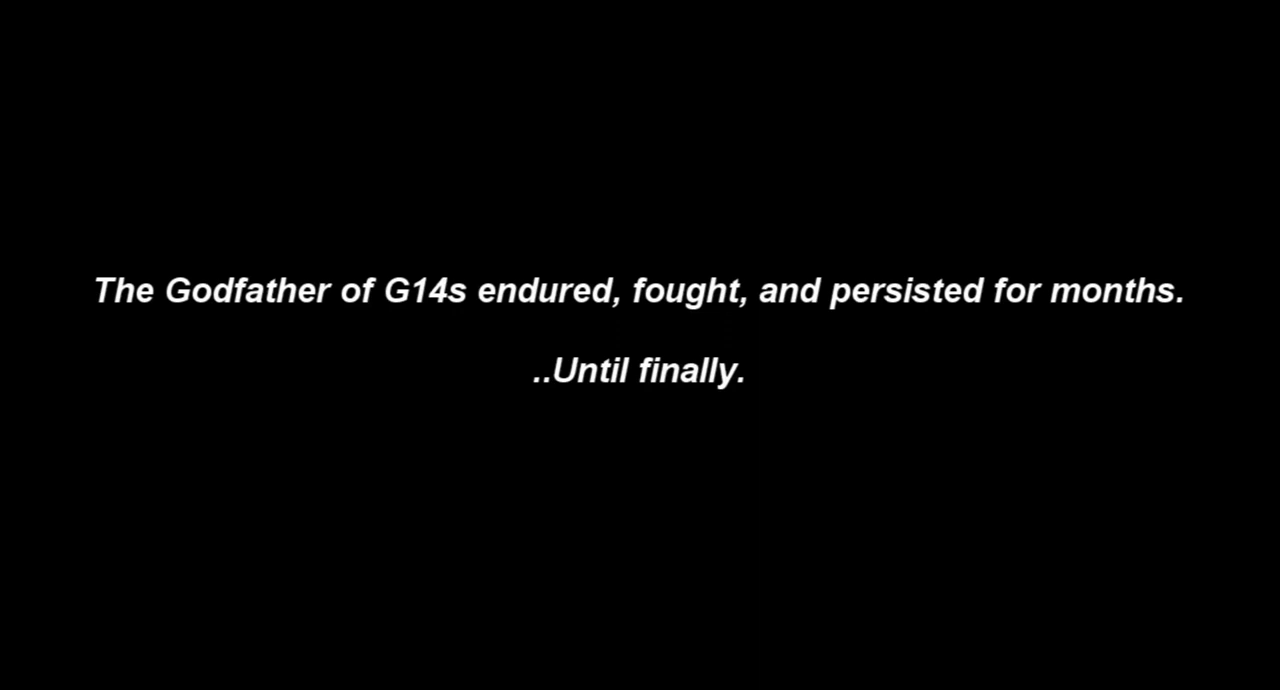 The Godfather of G14s endured, fought, and persisted for months.
..Until finally.